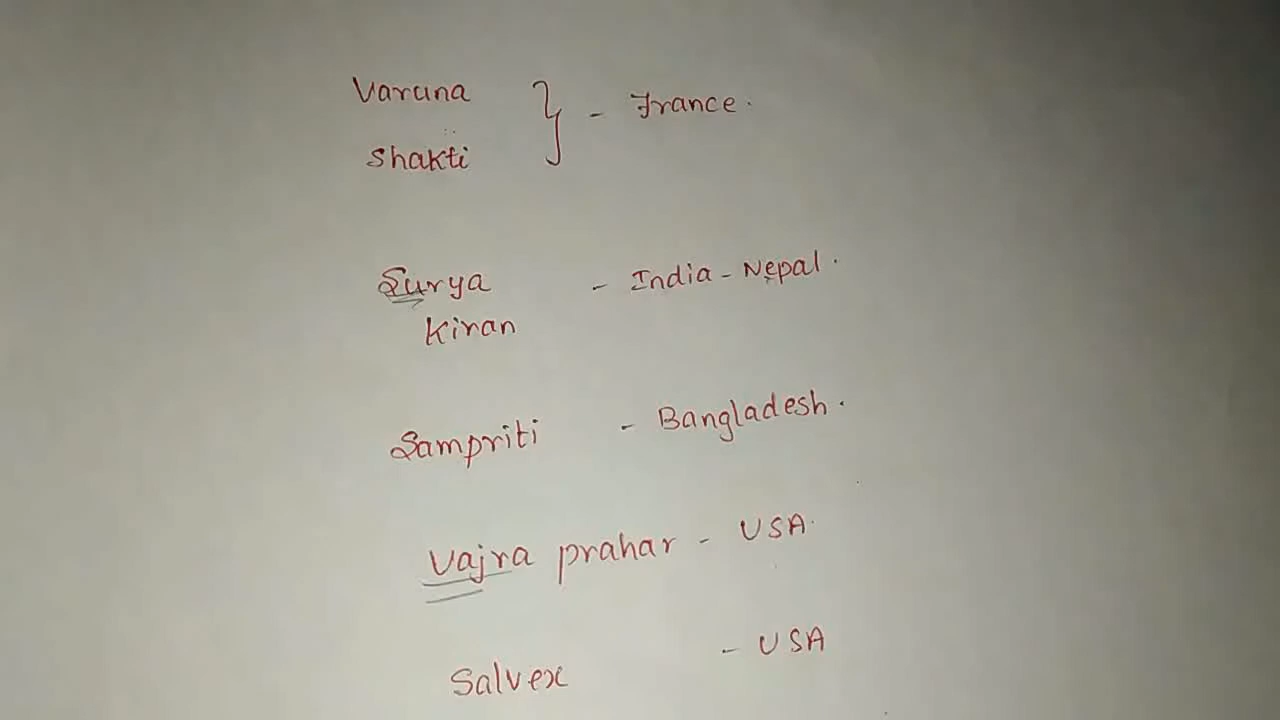 Varuna
Shakti } - France.
Surya - India - Nepal.
Kiran
Sampriti - Bangladesh.
Vajra prahar - USA.
Salvex - USA